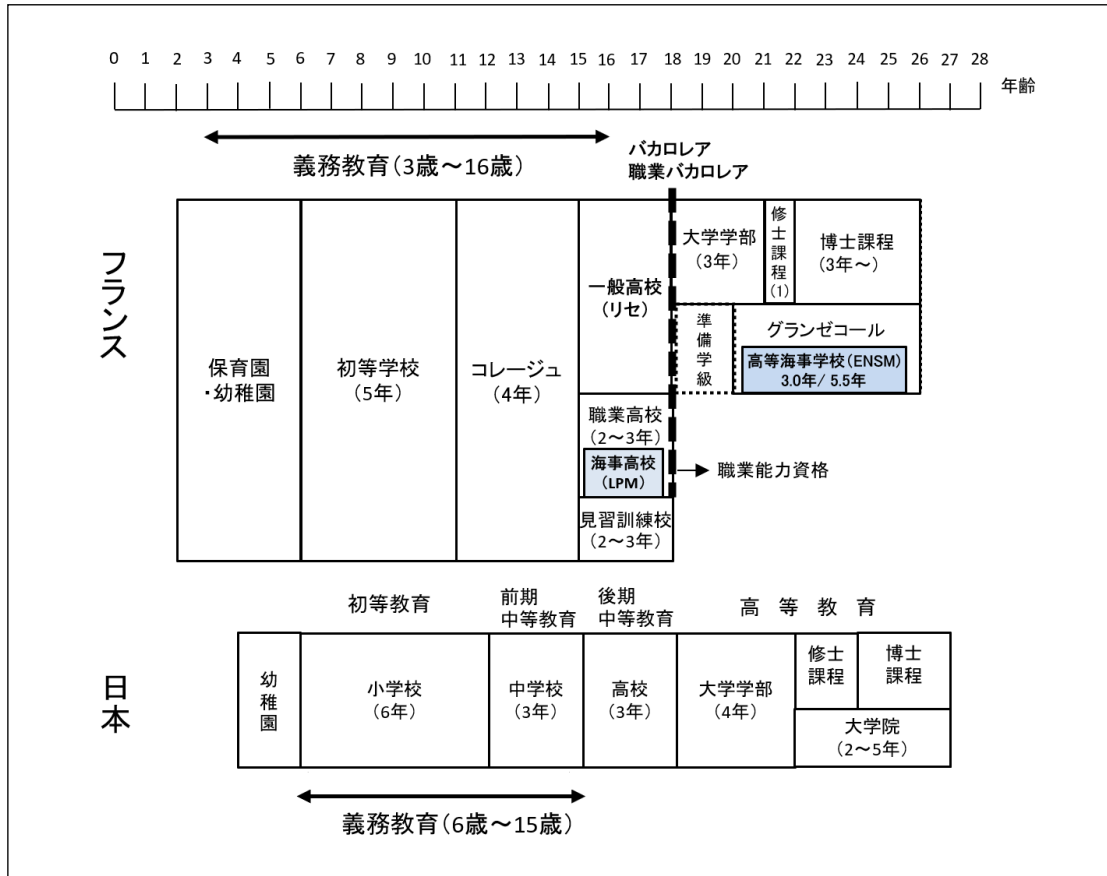 0 1 2 3 4 5 6 7 8 9 10 11 12 13 14 15 16 17 18 19 20 21 22 23 24 25 26 27 28
年齢
義務教育(3歳～16歳)
バカロレア
職業バカロレア
フランス
保育園
・幼稚園
初等学校
(5年)
コレージュ
(4年)
一般高校
(リセ)
職業高校
(2～3年)
海事高校
(LPM)
見習訓練校
(2～3年)
大学学部
(3年)
修士課程(1)
博士課程
(3年～)
準備学級
グランゼコール
高等海事学校(ENSM)
3.0年/ 5.5年
職業能力資格
初等教育
前期
中等教育
後期
中等教育
高等教育
日本
幼稚園
小学校
(6年)
中学校
(3年)
高校
(3年)
大学学部
(4年)
修士
課程
博士
課程
大学院
(2～5年)
義務教育(6歳～15歳)